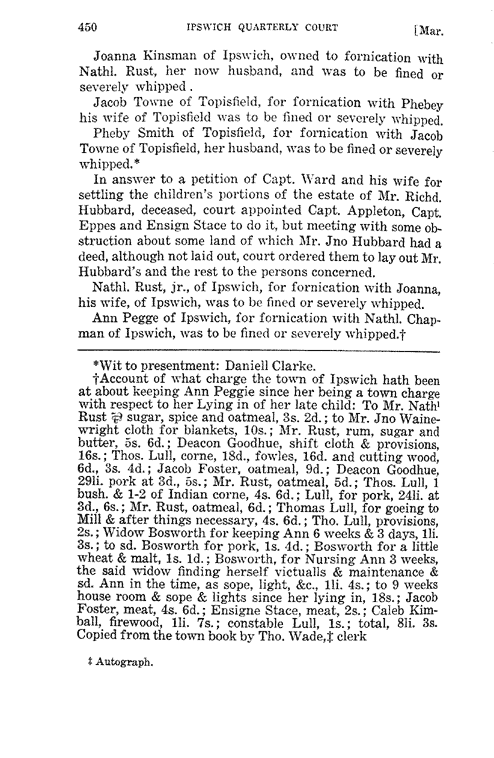 450 IPSWICH QUARTERLY COURT [Mar.
Joanna Kinsman of Ipswich, owned to fornication with
Nathl. Rust, her now husband, and was to be fined or
severely whipped .
Jacob Towne of Topisfield, for fornication with Phebey
his wife of Topisfield was to be fined or severely whipped.
Pheby Smith of Topisfield, for fornication with Jacob
Towne of Topisfield, her husband, was to be fined or severely
whipped.*
In answer to a petition of Capt. Ward and his wife for
settling the children's portions of the estate of Mr. Richd.
Hubbard, deceased, court appointed Capt. Appleton, Capt.
Eppes and Ensign Stace to do it, but meeting with some ob-
struction about some land of which Mr. Jno Hubbard had a
deed, although not laid out, court ordered them to lay out Mr.
Hubbard's and the rest to the persons concerned.
Nathl. Rust, jr., of Ipswich, for fornication with Joanna,
his wife, of Ipswich, was to be fined or severely whipped.
Ann Pegge of Ipswich, for fornication with Nathl. Chap-
man of Ipswich, was to be fined or severely whipped.†
*Wit to presentment: Daniell Clarke.
†Account of what charge the town of Ipswich hath been
at about keeping Ann Peggie since her being a town charge
with respect to her Lying in of her late child: To Mr. Nathˡ
Rust ⅌ sugar, spice and oatmeal, 3s. 2d.; to Mr. Jno Waine-
wright cloth for blankets, 10s.; Mr. Rust, rum, sugar and
butter, 5s. 6d.; Deacon Goodhue, shift cloth & provisions,
16s.; Thos. Lull, corne, 18d., fowles, 16d. and cutting wood,
6d., 3s. 4d.; Jacob Foster, oatmeal, 9d.; Deacon Goodhue,
29li. pork at 3d., 5s.; Mr. Rust, oatmeal, 5d.; Thos. Lull, 1
bush. & 1-2 of Indian corne, 4s. 6d.; Lull, for pork, 24li. at
3d., 6s.; Mr. Rust, oatmeal, 6d.; Thomas Lull, for goeing to
Mill & after things necessary, 4s. 6d.; Tho. Lull, provisions,
2s.; Widow Bosworth for keeping Ann 6 weeks & 3 days, 1li.
3s.; to sd. Bosworth for pork, 1s. 4d.; Bosworth for a little
wheat & malt, 1s. 1d.; Bosworth, for Nursing Ann 3 weeks,
the said widow finding herself victualls & maintenance &
sd. Ann in the time, as sope, light, &c., 1li. 4s.; to 9 weeks
house room & sope & lights since her lying in, 18s.; Jacob
Foster, meat, 4s. 6d.; Ensigne Stace, meat, 2s.; Caleb Kim-
ball, firewood, 1li. 7s.; constable Lull, 1s.; total, 8li. 3s.
Copied from the town book by Tho. Wade,‡ clerk
‡ Autograph.